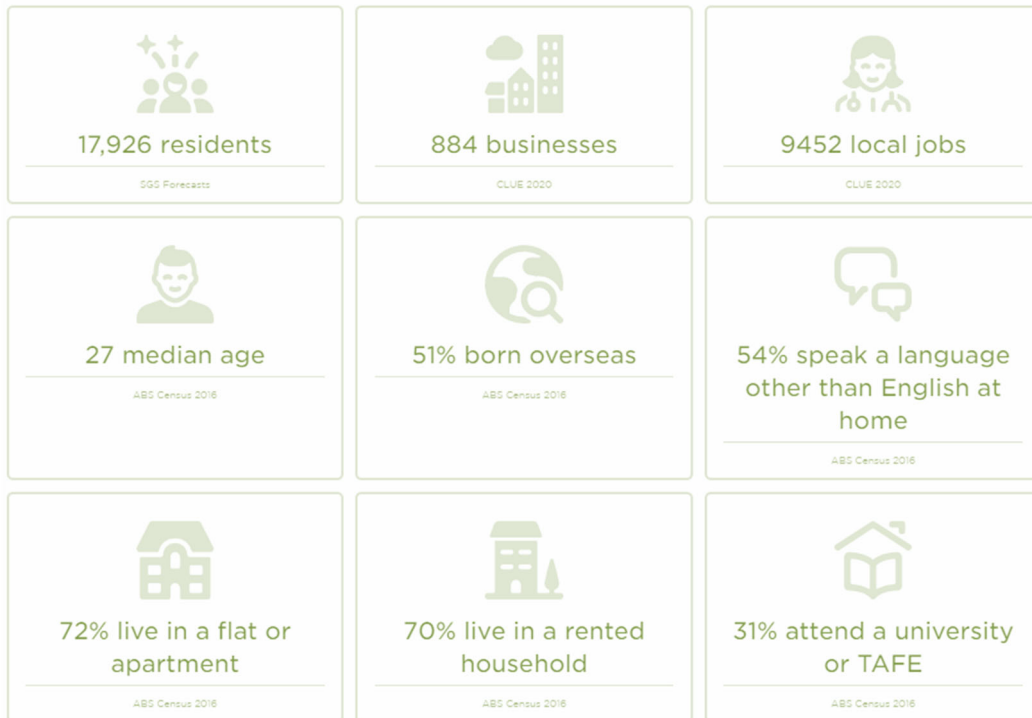 17,926 residents
SGS Forecasts
884 businesses
CLUE 2020
9452 local jobs
CLUE 2020
27 median age
ABS Census 2016
51% born overseas
ABS Census 2016
54% speak a language
other than English at
home
ABS Census 2016
72% live in a flat or
apartment
ABS Census 2016
70% live in a rented
household
ABS Census 2016
31% attend a university
or TAFE
ABS Census 2016